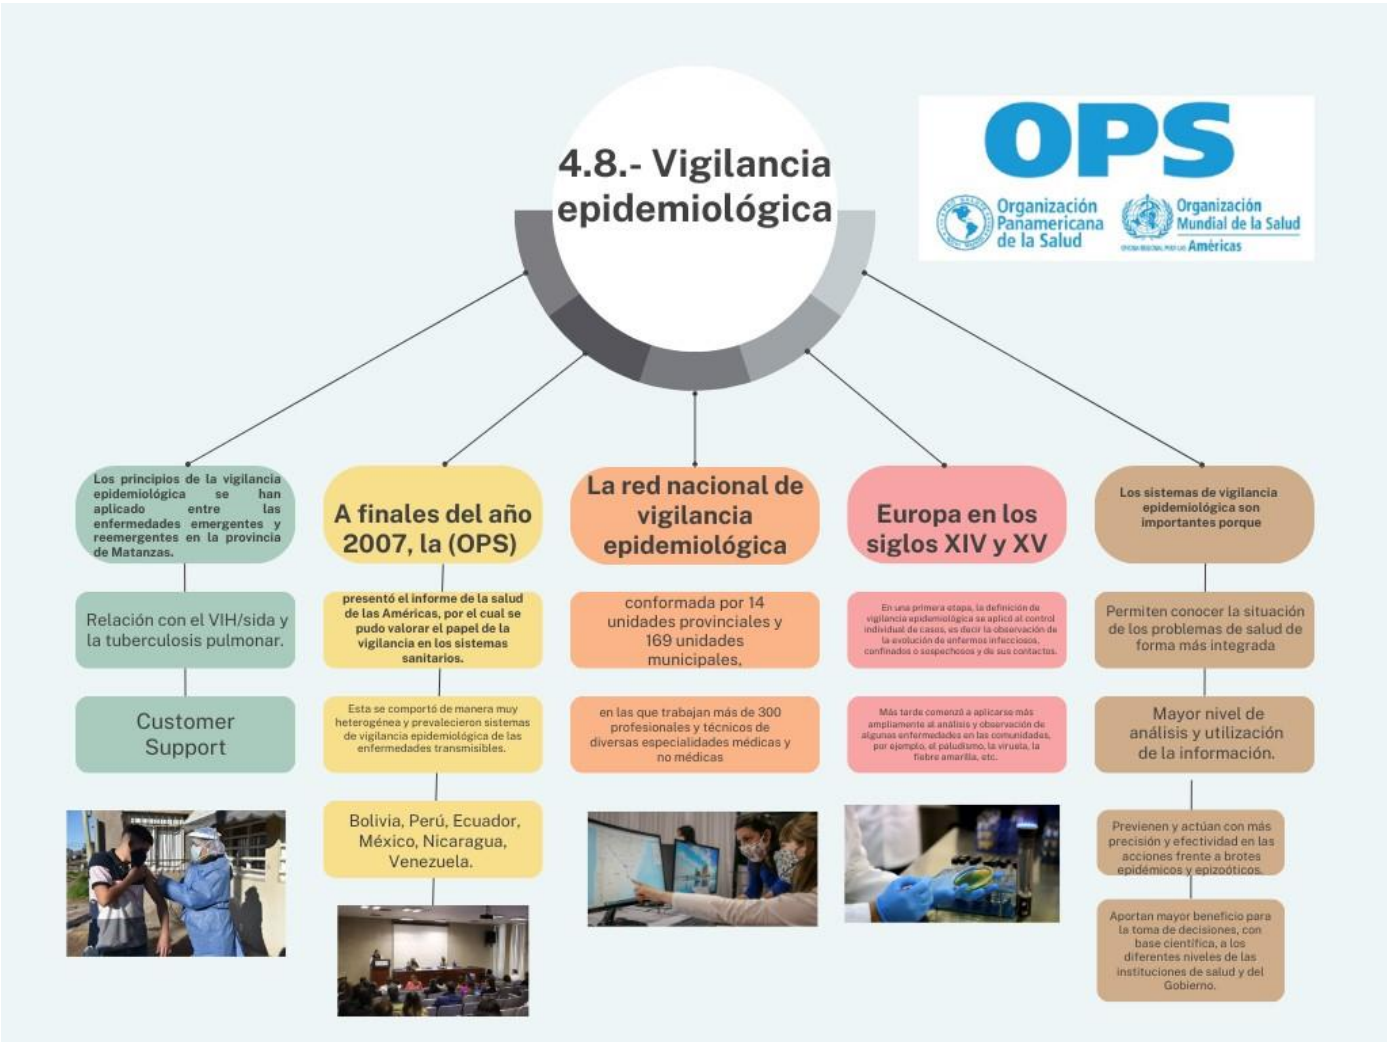 4.8.- Vigilancia
epidemiológica
OPS
Organización
Panamericana
de la Salud
Organización
Mundial de la Salud
OFICINA REGIONAL PARA LAS Américas
Los principios de la vigilancia
epidemiológica se han
aplicado entre las
enfermedades emergentes y
reemergentes en la provincia
de Matanzas.
Relación con el VIH/sida y
la tuberculosis pulmonar.
Customer
Support
A finales del año
2007, la (OPS)
presentó el informe de la salud
de las Américas, por el cual se
pudo valorar el papel de la
vigilancia en los sistemas
sanitarios.
Esta se comportó de manera muy
heterogénea y prevalecieron sistemas
de vigilancia epidemiológica de las
enfermedades transmisibles.
Bolivia, Perú, Ecuador,
México, Nicaragua,
Venezuela.
La red nacional de
vigilancia
epidemiológica
conformada por 14
unidades provinciales y
169 unidades
municipales,
en las que trabajan más de 300
profesionales y técnicos de
diversas especialidades médicas y
no médicas
Europa en los
siglos XIV y XV
En una primera etapa, la definición de
vigilancia epidemiológica se aplicó al control
individual de casos, es decir la observación de
la evolución de enfermos infecciosos,
confinados o sospechosos y de sus contactos.
Más tarde comenzó a aplicarse más
ampliamente al análisis y observación de
algunas enfermedades en las comunidades,
por ejemplo, el paludismo, la viruela, la
fiebre amarilla, etc.
Los sistemas de vigilancia
epidemiológica son
importantes porque
Permiten conocer la situación
de los problemas de salud de
forma más integrada
Mayor nivel de
análisis y utilización
de la información.
Previenen y actúan con más
precisión y efectividad en las
acciones frente a brotes
epidémicos y epizoóticos.
Aportan mayor beneficio para
la toma de decisiones, con
base científica, a los
diferentes niveles de las
instituciones de salud y del
Gobierno.